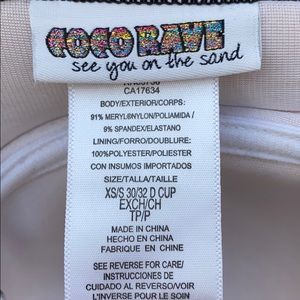 COCO RAVE
see you on the sand
CA17634
BODY/EXTERIOR/CORPS:
91% MERYL®NYLON/POLIAMIDA/
9% SPANDEX/ELASTANO
LINING/FORRO/DOUBLURE:
100%POLYESTER/POLYESTER
CON INSUMOS IMPORTADOS
SIZE/TALLA/TAILLE
XS/S 30/32 D CUP
EXCH/CH
TP/P
MADE IN CHINA
HECHO EN CHINA
FABRIQUE EN CHINE
SEE REVERSE FOR CARE/
INSTRUCCIONES DE
CUIDADO AL REVERSO/
L'INVERSE POUR LE SOIN